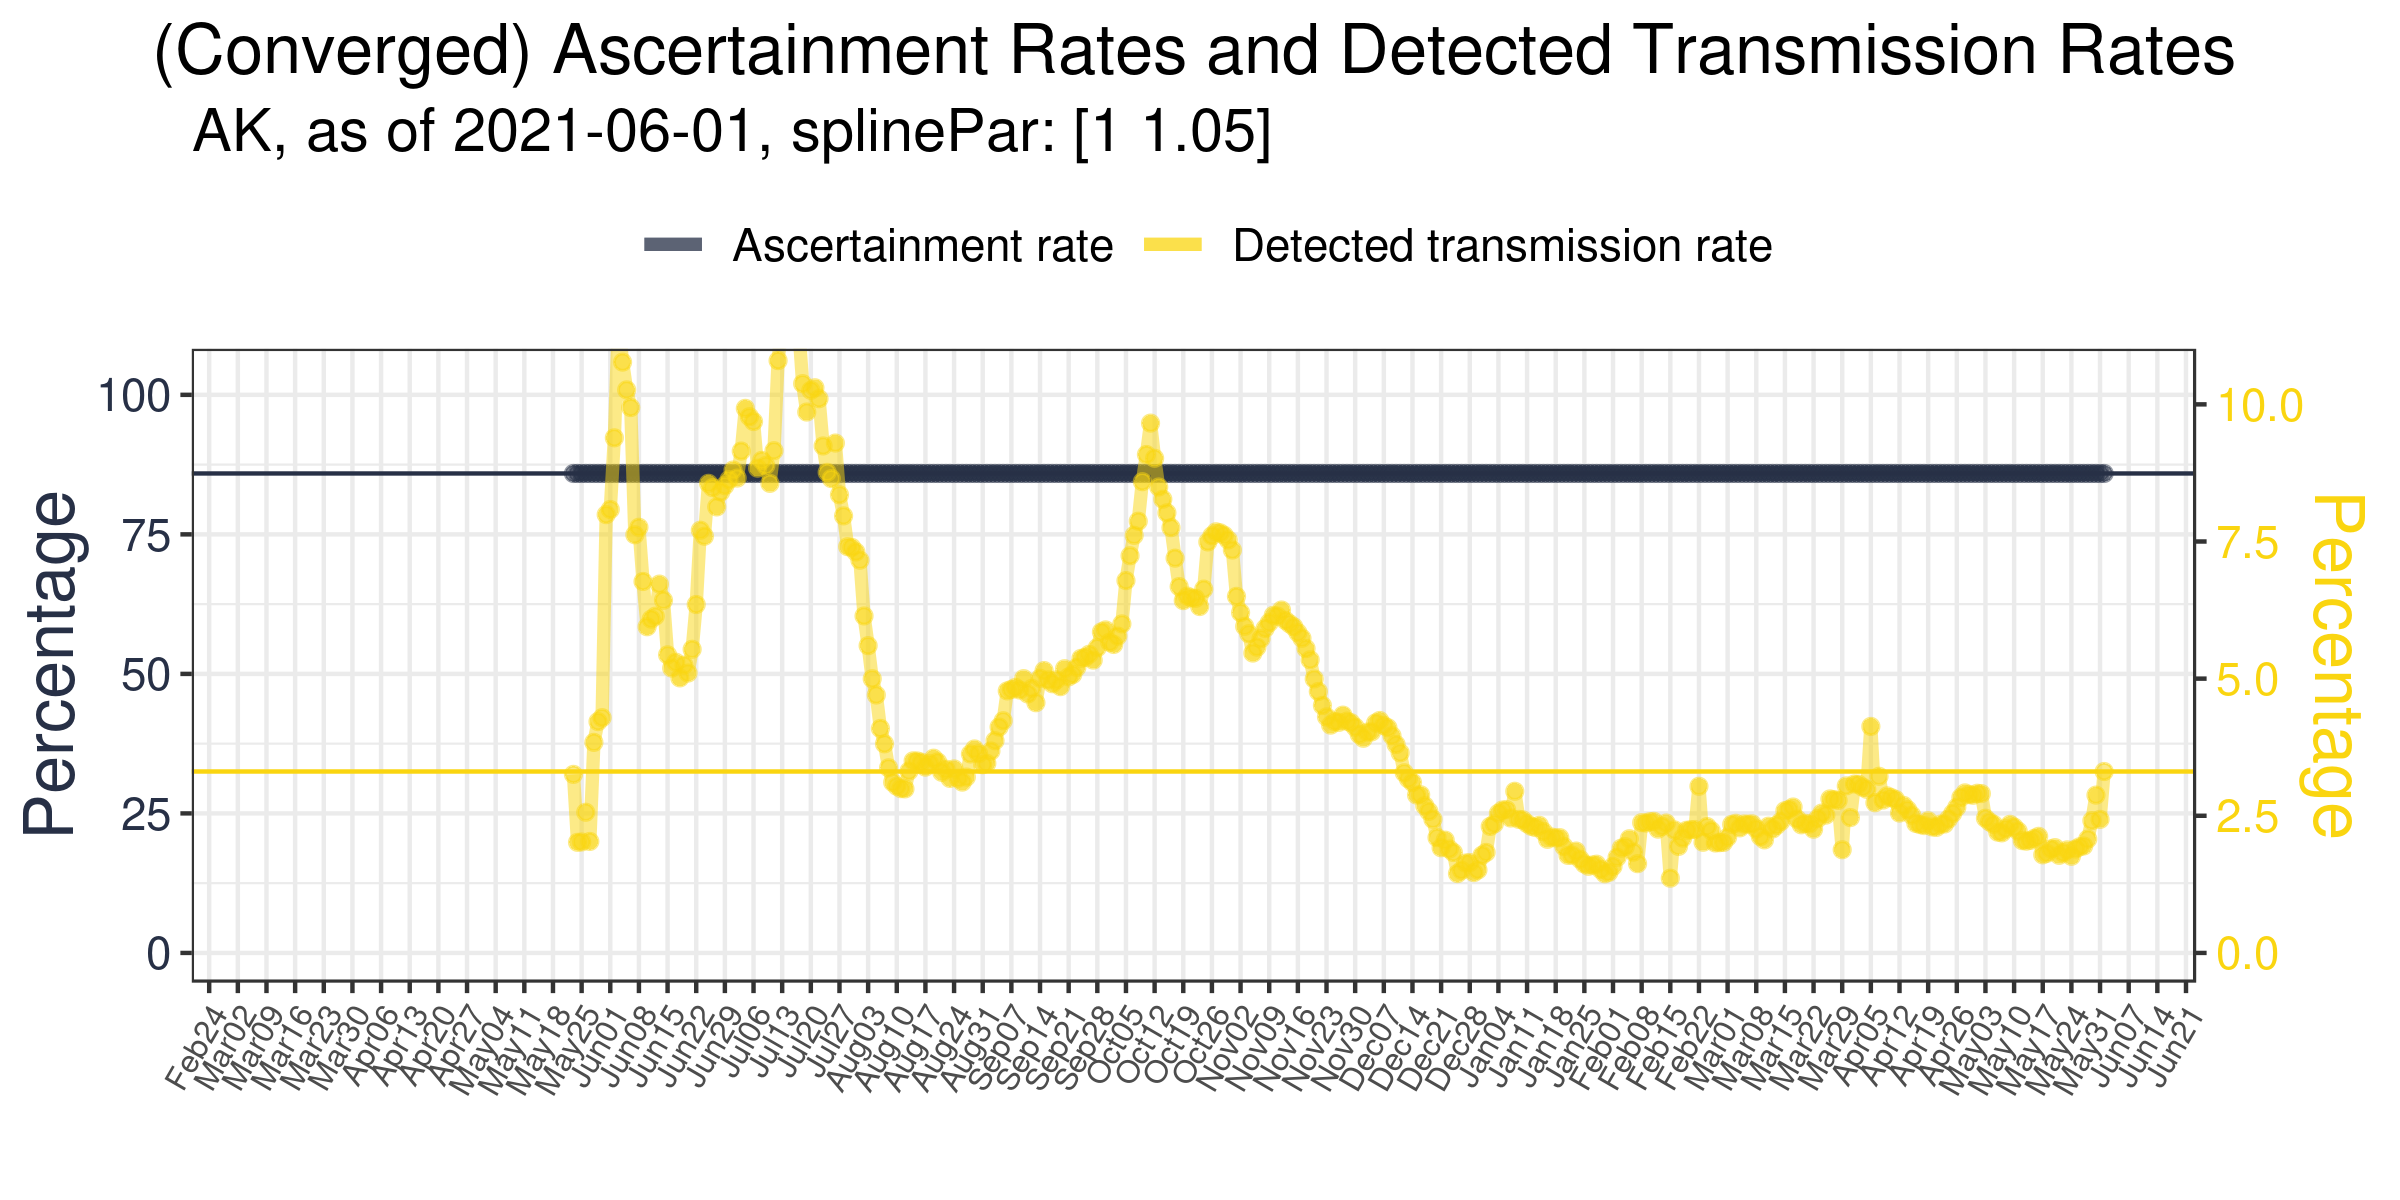 (Converged) Ascertainment Rates and Detected Transmission Rates
AK, as of 2021-06-01, splinePar: [1 1.05]
Ascertainment rate
Detected transmission rate
Percentage
100
75
50
25
0
10.0
7.5
5.0
2.5
0.0
Percentage
Feb24
Mar02
Mar09
Mar16
Mar23
Mar30
Apr06
Apr13
Apr20
Apr27
May04
May11
May18
May25
Jun01
Jun08
Jun15
Jun22
Jun29
Jul06
Jul13
Jul20
Jul27
Aug03
Aug10
Aug17
Aug24
Aug31
Sep07
Sep14
Sep21
Sep28
Oct05
Oct12
Oct19
Oct26
Nov02
Nov09
Nov16
Nov23
Nov30
Dec07
Dec14
Dec21
Dec28
Jan04
Jan11
Jan18
Jan25
Feb01
Feb08
Feb15
Feb22
Mar01
Mar08
Mar15
Mar22
Mar29
Apr05
Apr12
Apr19
Apr26
May03
May10
May17
May24
May31
Jun07
Jun14
Jun21